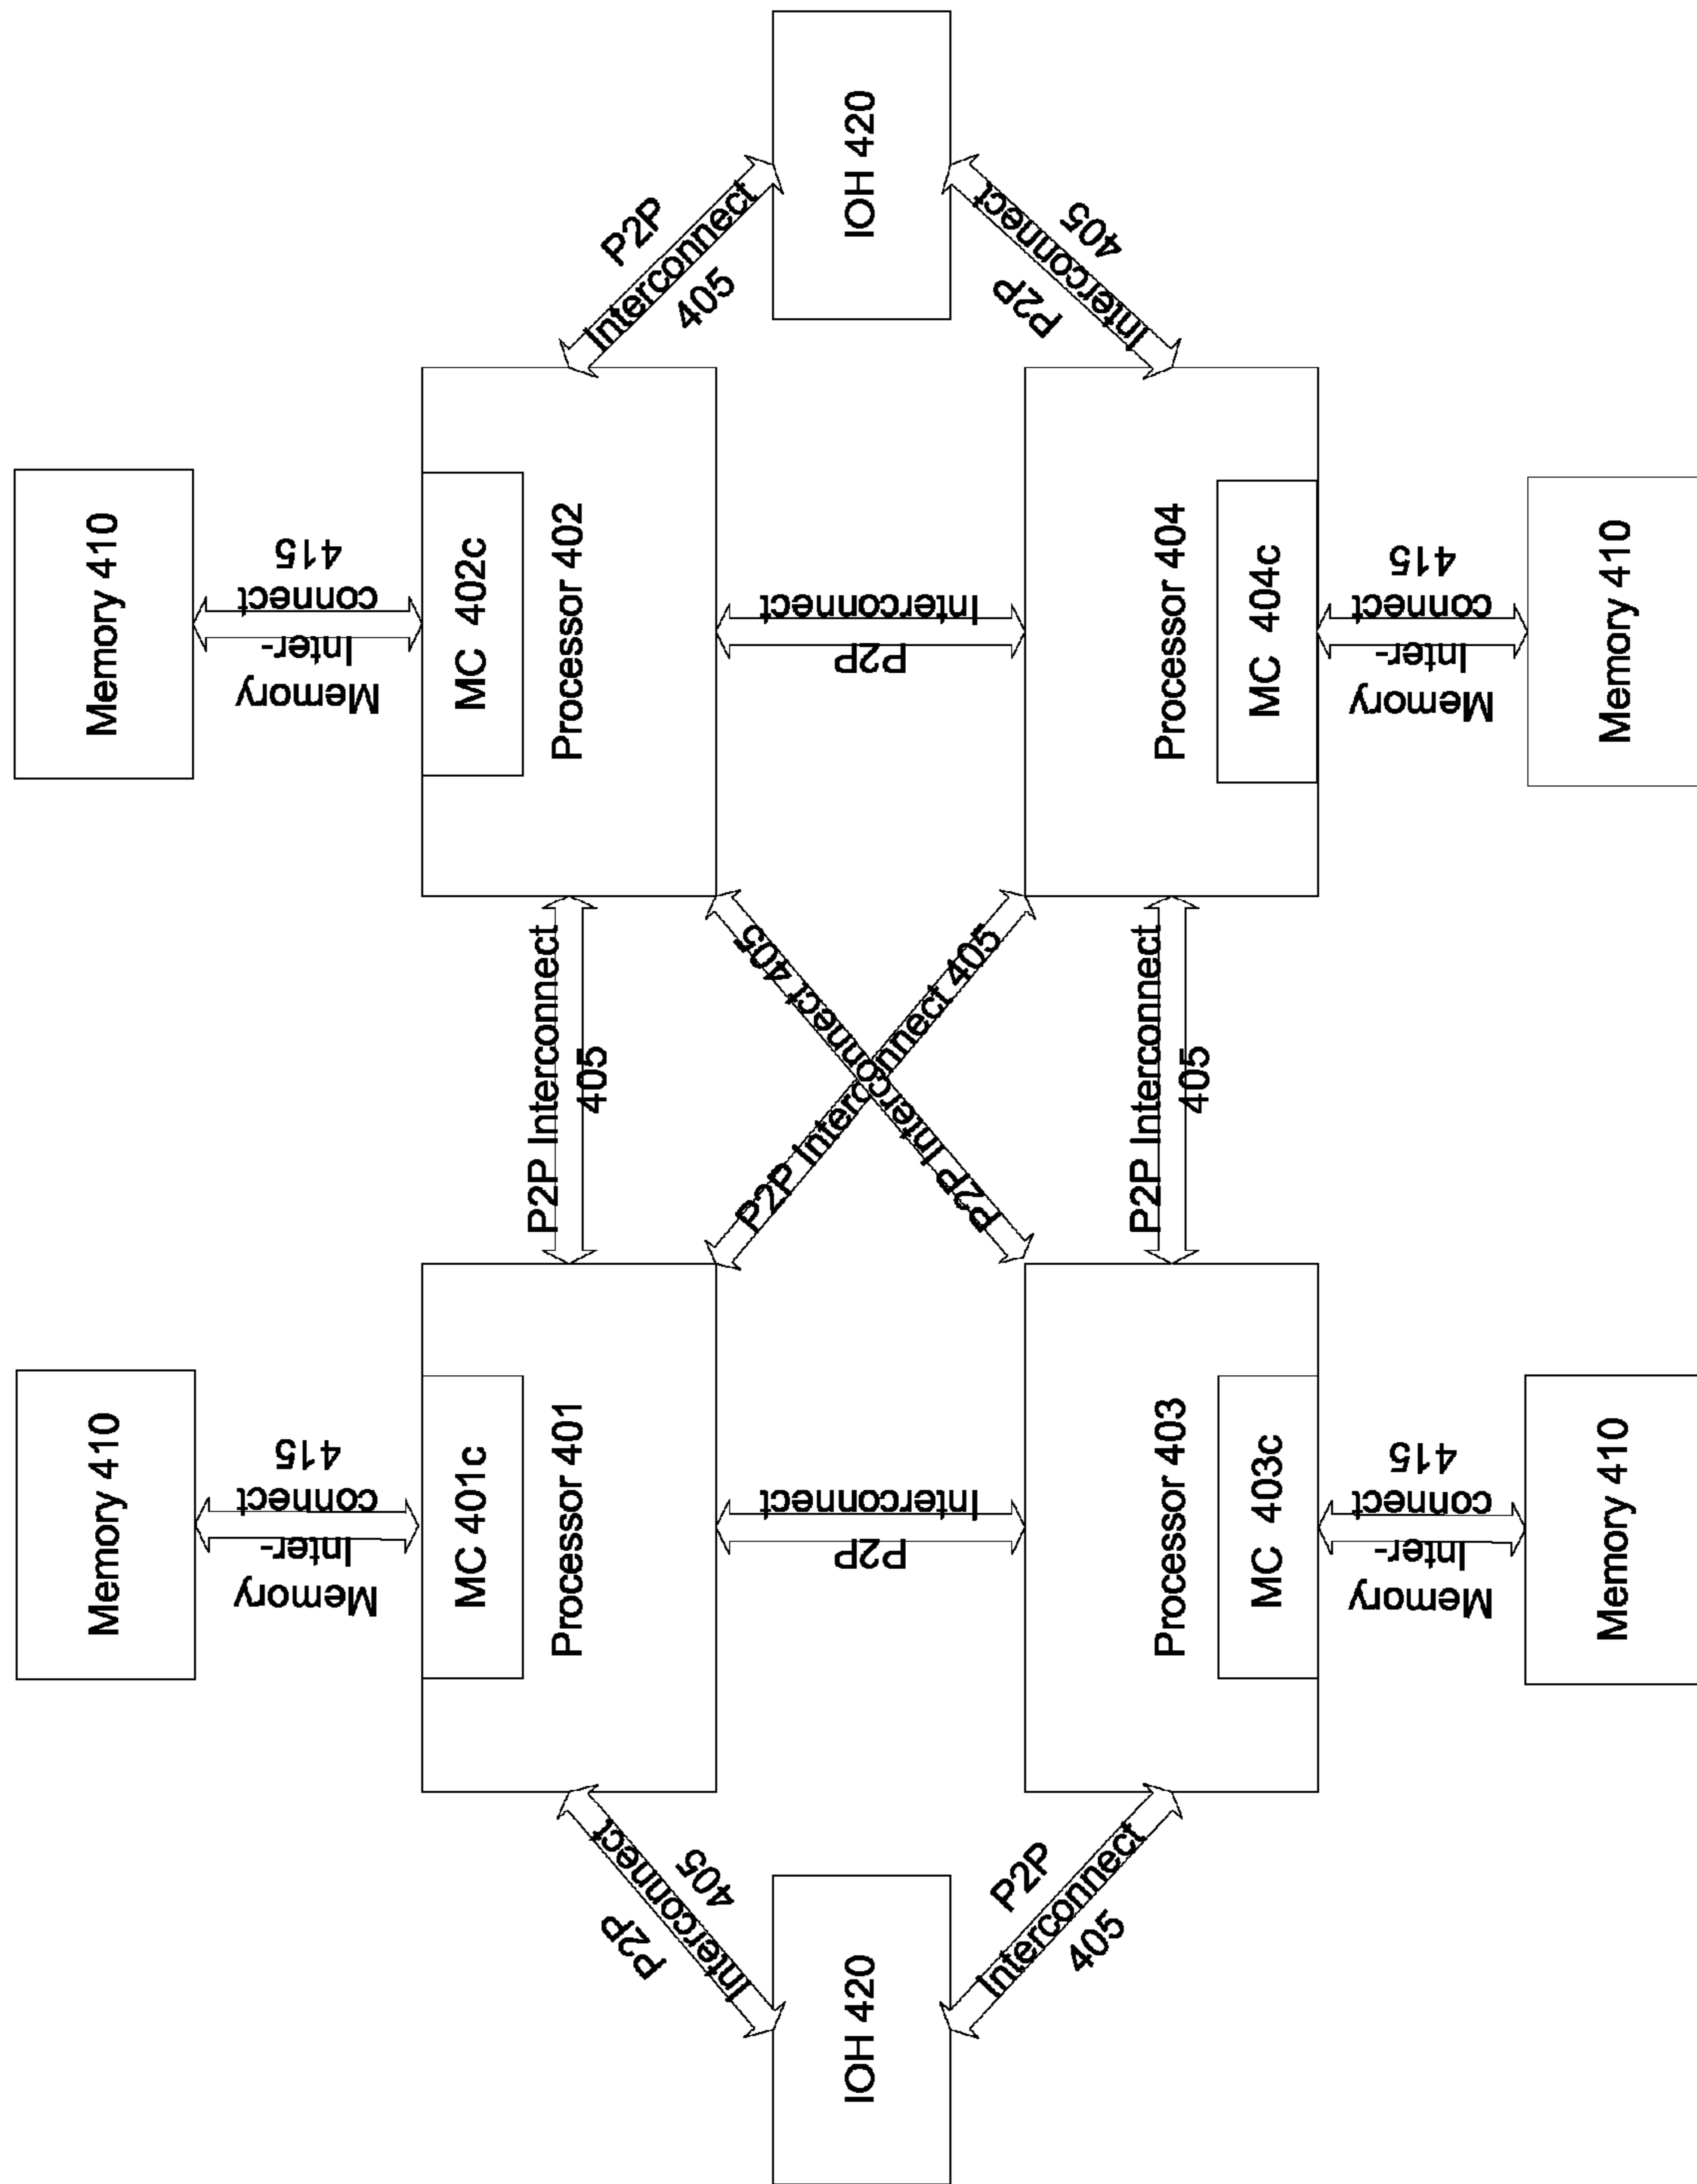 Memory 410
Memory 410
Memory
Inter-
connect
415
Memory
Inter-
connect
415
MC 401c
Processor 401
MC 402c
Processor 402
P2P Interconnect
405
P2P
Interconnect
405
P2P
Interconnect
405
IOH 420
IOH 420
P2P
Interconnect
P2P Interconnect 405
P2P Interconnect 405
P2P
Interconnect
P2P
Interconnect
405
P2P
Interconnect
405
P2P Interconnect
405
Processor 403
MC 403c
Processor 404
MC 404c
Memory
Inter-
connect
415
Memory
Inter-
connect
415
Memory 410
Memory 410